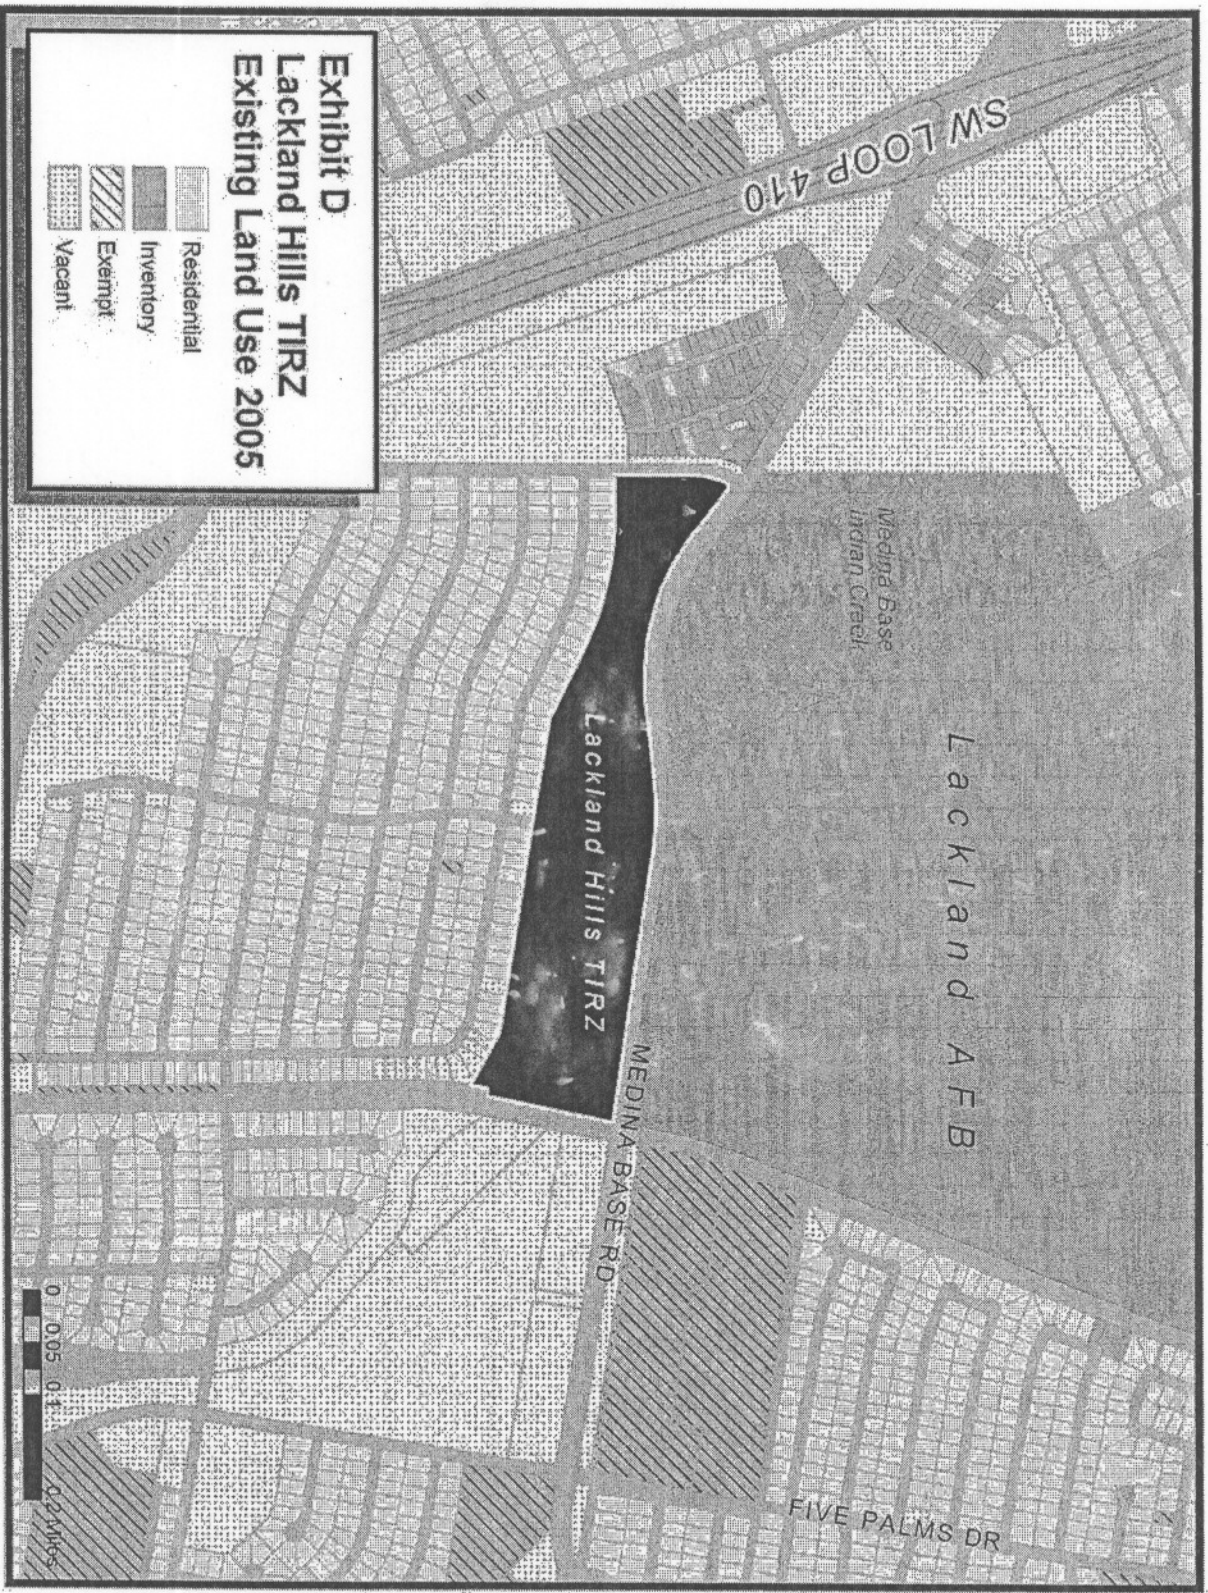 Exhibit D
Lackland Hills TIRZ
Existing Land Use 2005
Residential
Inventory
Exempt
Vacant
SW LOOP 410
Medina Base
Indian Creek
Lackland AFB
Lackland Hills TIRZ
MEDINA BASE RD
FIVE PALMS DR
0 0.05 0.1 0.2 Miles